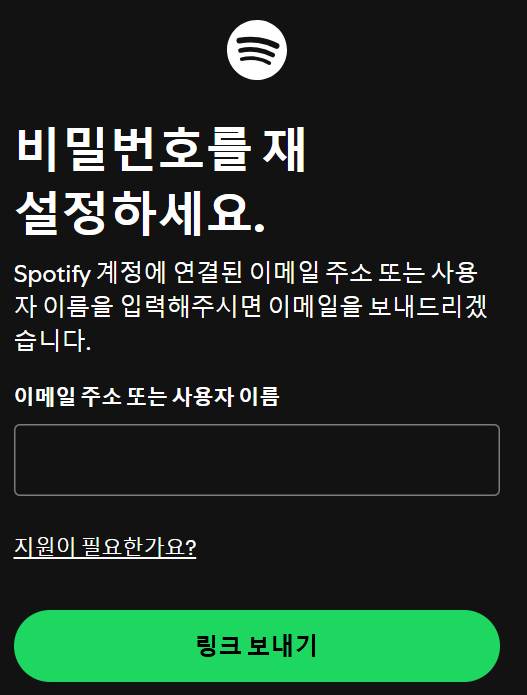 비밀번호를 재
설정하세요.
Spotify 계정에 연결된 이메일 주소 또는 사용
자 이름을 입력해주시면 이메일을 보내드리겠
습니다.
이메일 주소 또는 사용자 이름
지원이 필요한가요?
링크 보내기